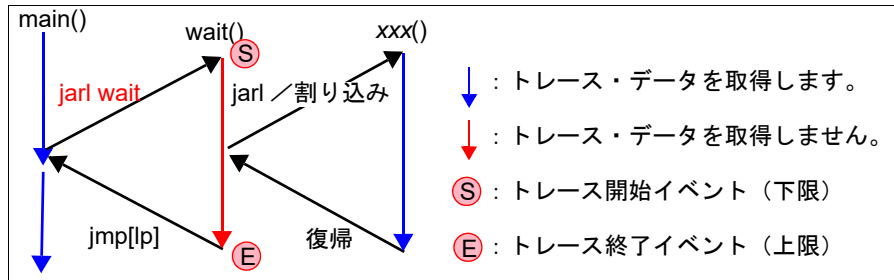 main()
wait()
xxx()
S
jarl wait
jarl ／割り込み
jmp[lp]
E
復帰
：トレース・データを取得します。
：トレース・データを取得しません。
S ：トレース開始イベント（下限）
E ：トレース終了イベント（上限）